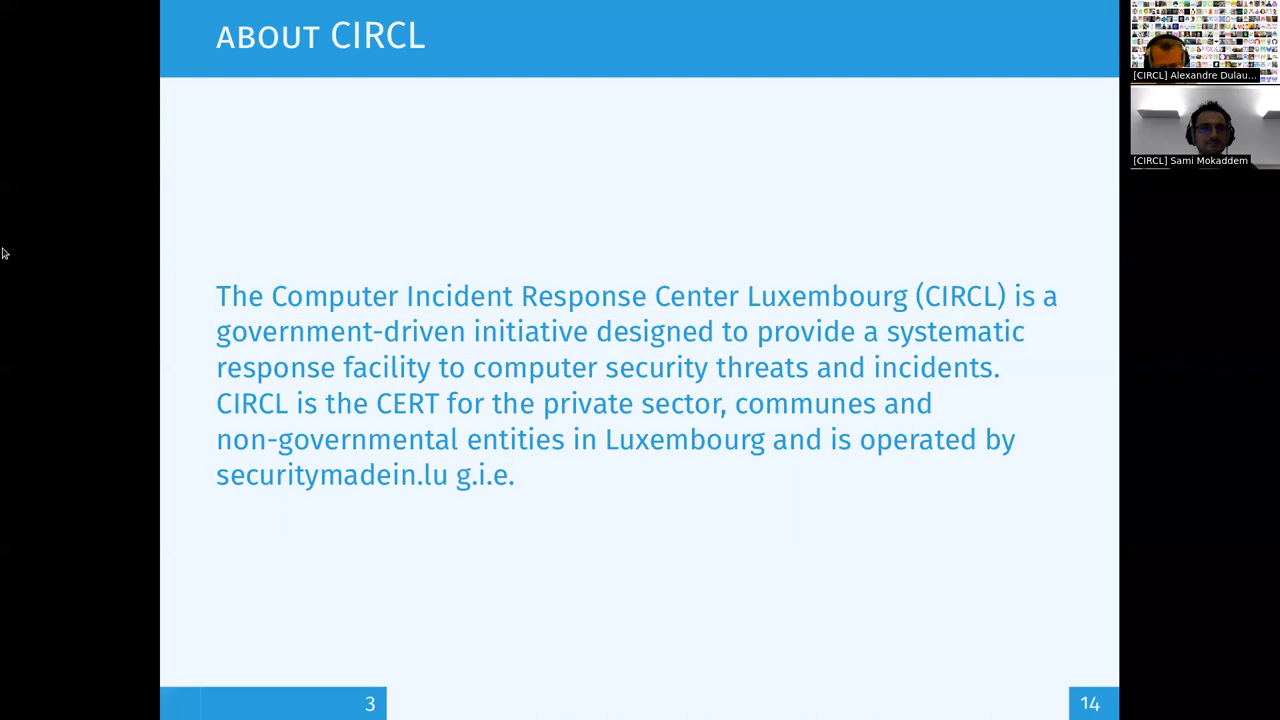 ABOUT CIRCL
The Computer Incident Response Center Luxembourg (CIRCL) is a
government-driven initiative designed to provide a systematic
response facility to computer security threats and incidents.
CIRCL is the CERT for the private sector, communes and
non-governmental entities in Luxembourg and is operated by
securitymadein.lu g.i.e.
3
14
[CIRCL] Alexandre Dulau...
[CIRCL] Sami Mokaddem